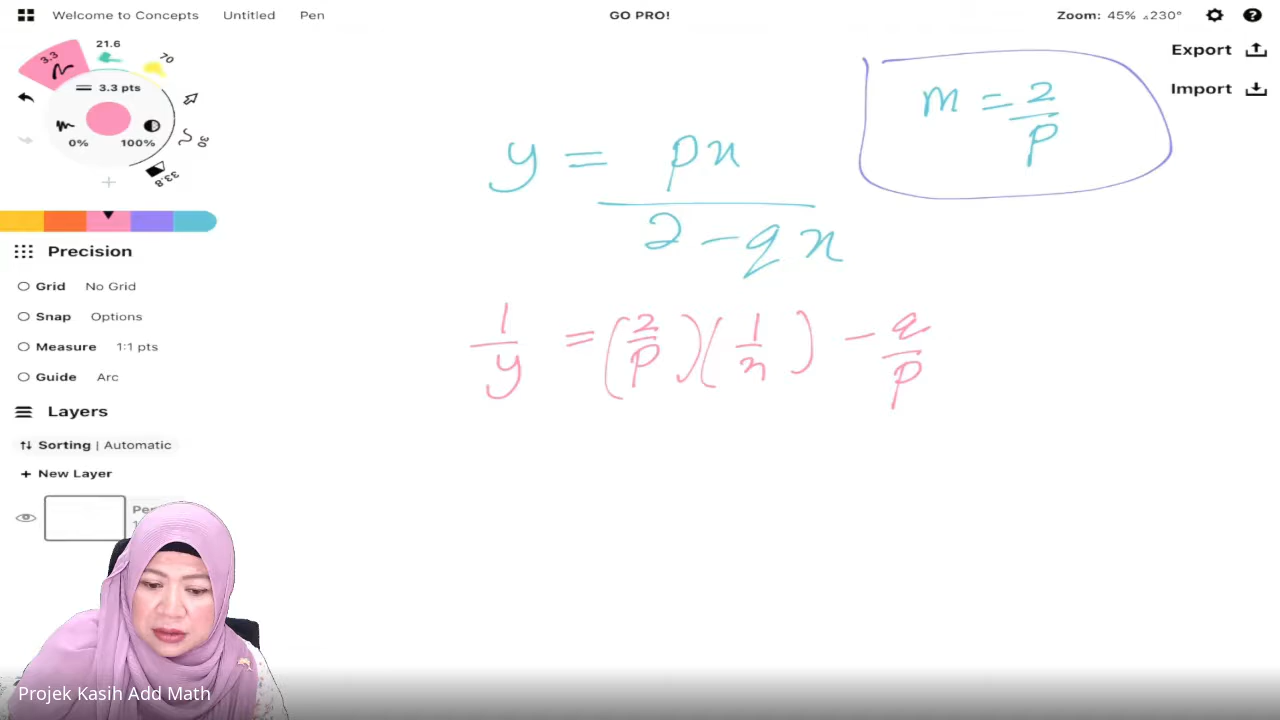 Welcome to Concepts Untitled Pen GO PRO! Zoom: 45% ⊿230°
Export
Import
21.6
70
3.3
3.3 pts
0% 100%
30
33.8
Precision
Grid No Grid
Snap Options
Measure 1:1 pts
Guide Arc
Layers
Sorting | Automatic
+ New Layer
Pe
m = 2/p
y = px / 2 - qx
1/y = (2/p)(1/x) - q/p
Projek Kasih Add Math